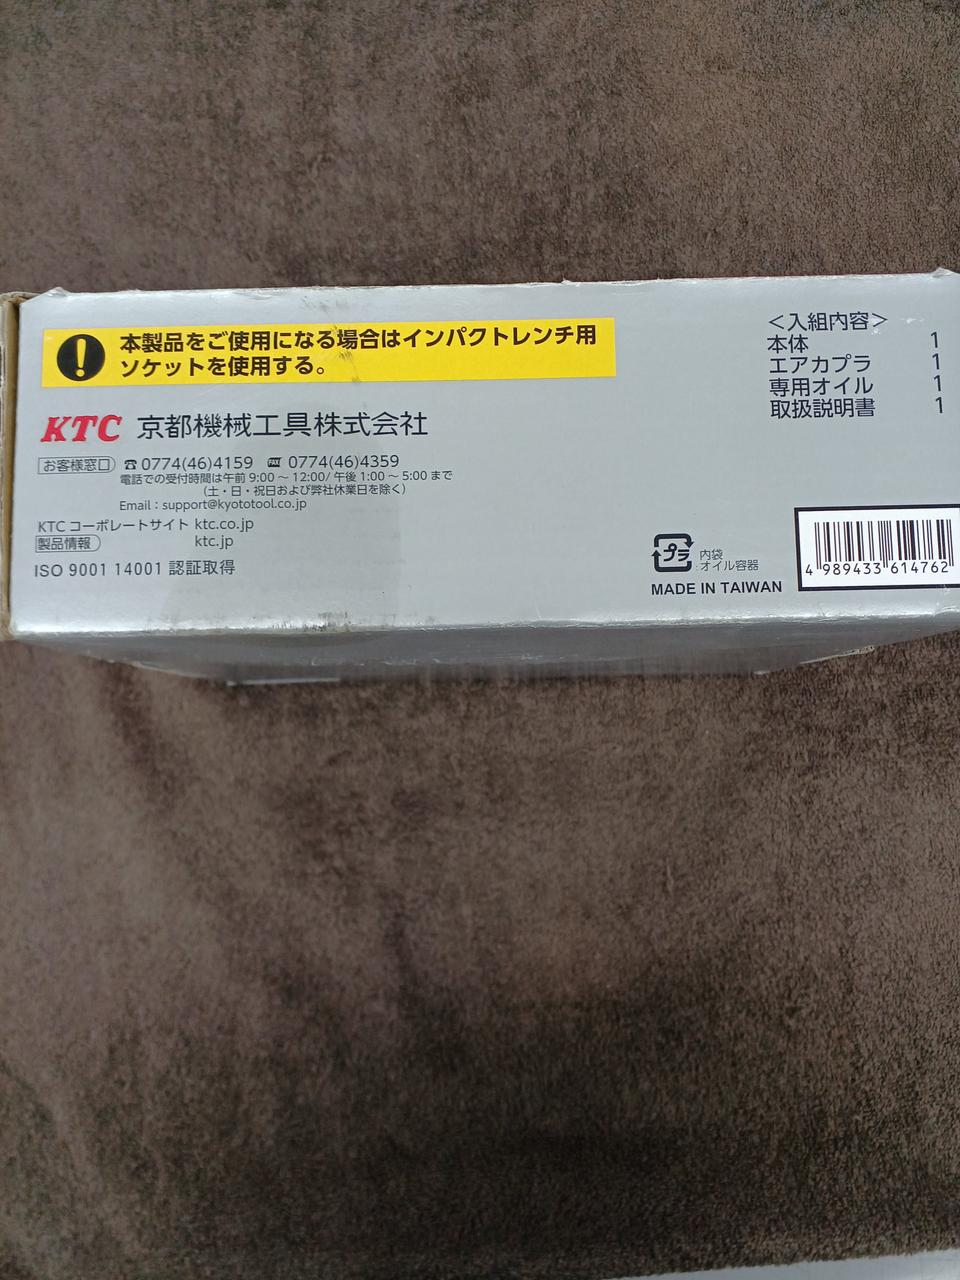 本製品をご使用になる場合はインパクトレンチ用
ソケットを使用する。
KTC 京都機械工具株式会社
お客様窓口 ☎0774(46)4159 FAX 0774(46)4359
電話での受付時間は午前 9:00 ~ 12:00/ 午後 1:00 ~ 5:00 まで
(土・日・祝日および弊社休業日を除く)
Email : support@kyototool.co.jp
KTC コーポレートサイト ktc.co.jp
製品情報 ktc.jp
ISO 9001 14001 認証取得
<入組内容>
本体 1
エアカプラ 1
専用オイル 1
取扱説明書 1
プラ 内袋
オイル容器
MADE IN TAIWAN
4 989433 614762